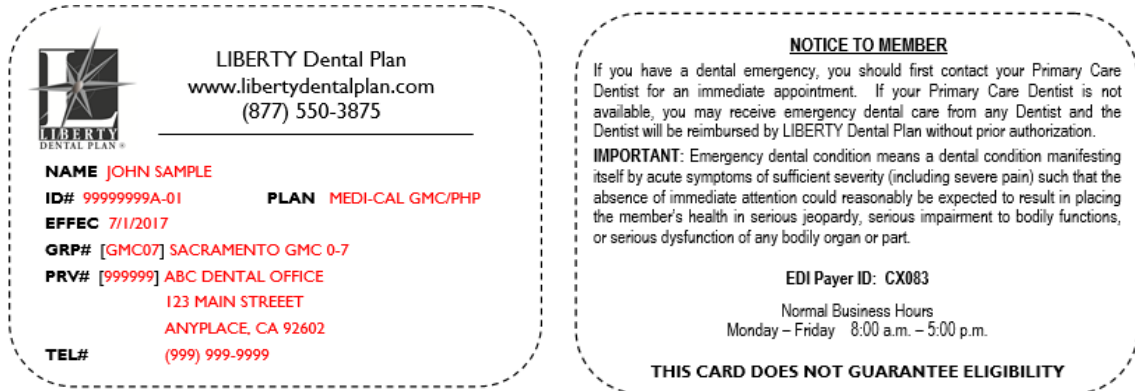 LIBERTY
DENTAL PLAN ®
LIBERTY Dental Plan
www.libertydentalplan.com
(877) 550-3875
NAME JOHN SAMPLE
ID# 99999999A-01 PLAN MEDI-CAL GMC/PHP
EFFEC 7/1/2017
GRP# [GMC07] SACRAMENTO GMC 0-7
PRV# [999999] ABC DENTAL OFFICE
123 MAIN STREEET
ANYPLACE, CA 92602
TEL# (999) 999-9999
NOTICE TO MEMBER
If you have a dental emergency, you should first contact your Primary Care
Dentist for an immediate appointment. If your Primary Care Dentist is not
available, you may receive emergency dental care from any Dentist and the
Dentist will be reimbursed by LIBERTY Dental Plan without prior authorization.
IMPORTANT: Emergency dental condition means a dental condition manifesting
itself by acute symptoms of sufficient severity (including severe pain) such that the
absence of immediate attention could reasonably be expected to result in placing
the member's health in serious jeopardy, serious impairment to bodily functions,
or serious dysfunction of any bodily organ or part.
EDI Payer ID: CX083
Normal Business Hours
Monday – Friday 8:00 a.m. – 5:00 p.m.
THIS CARD DOES NOT GUARANTEE ELIGIBILITY